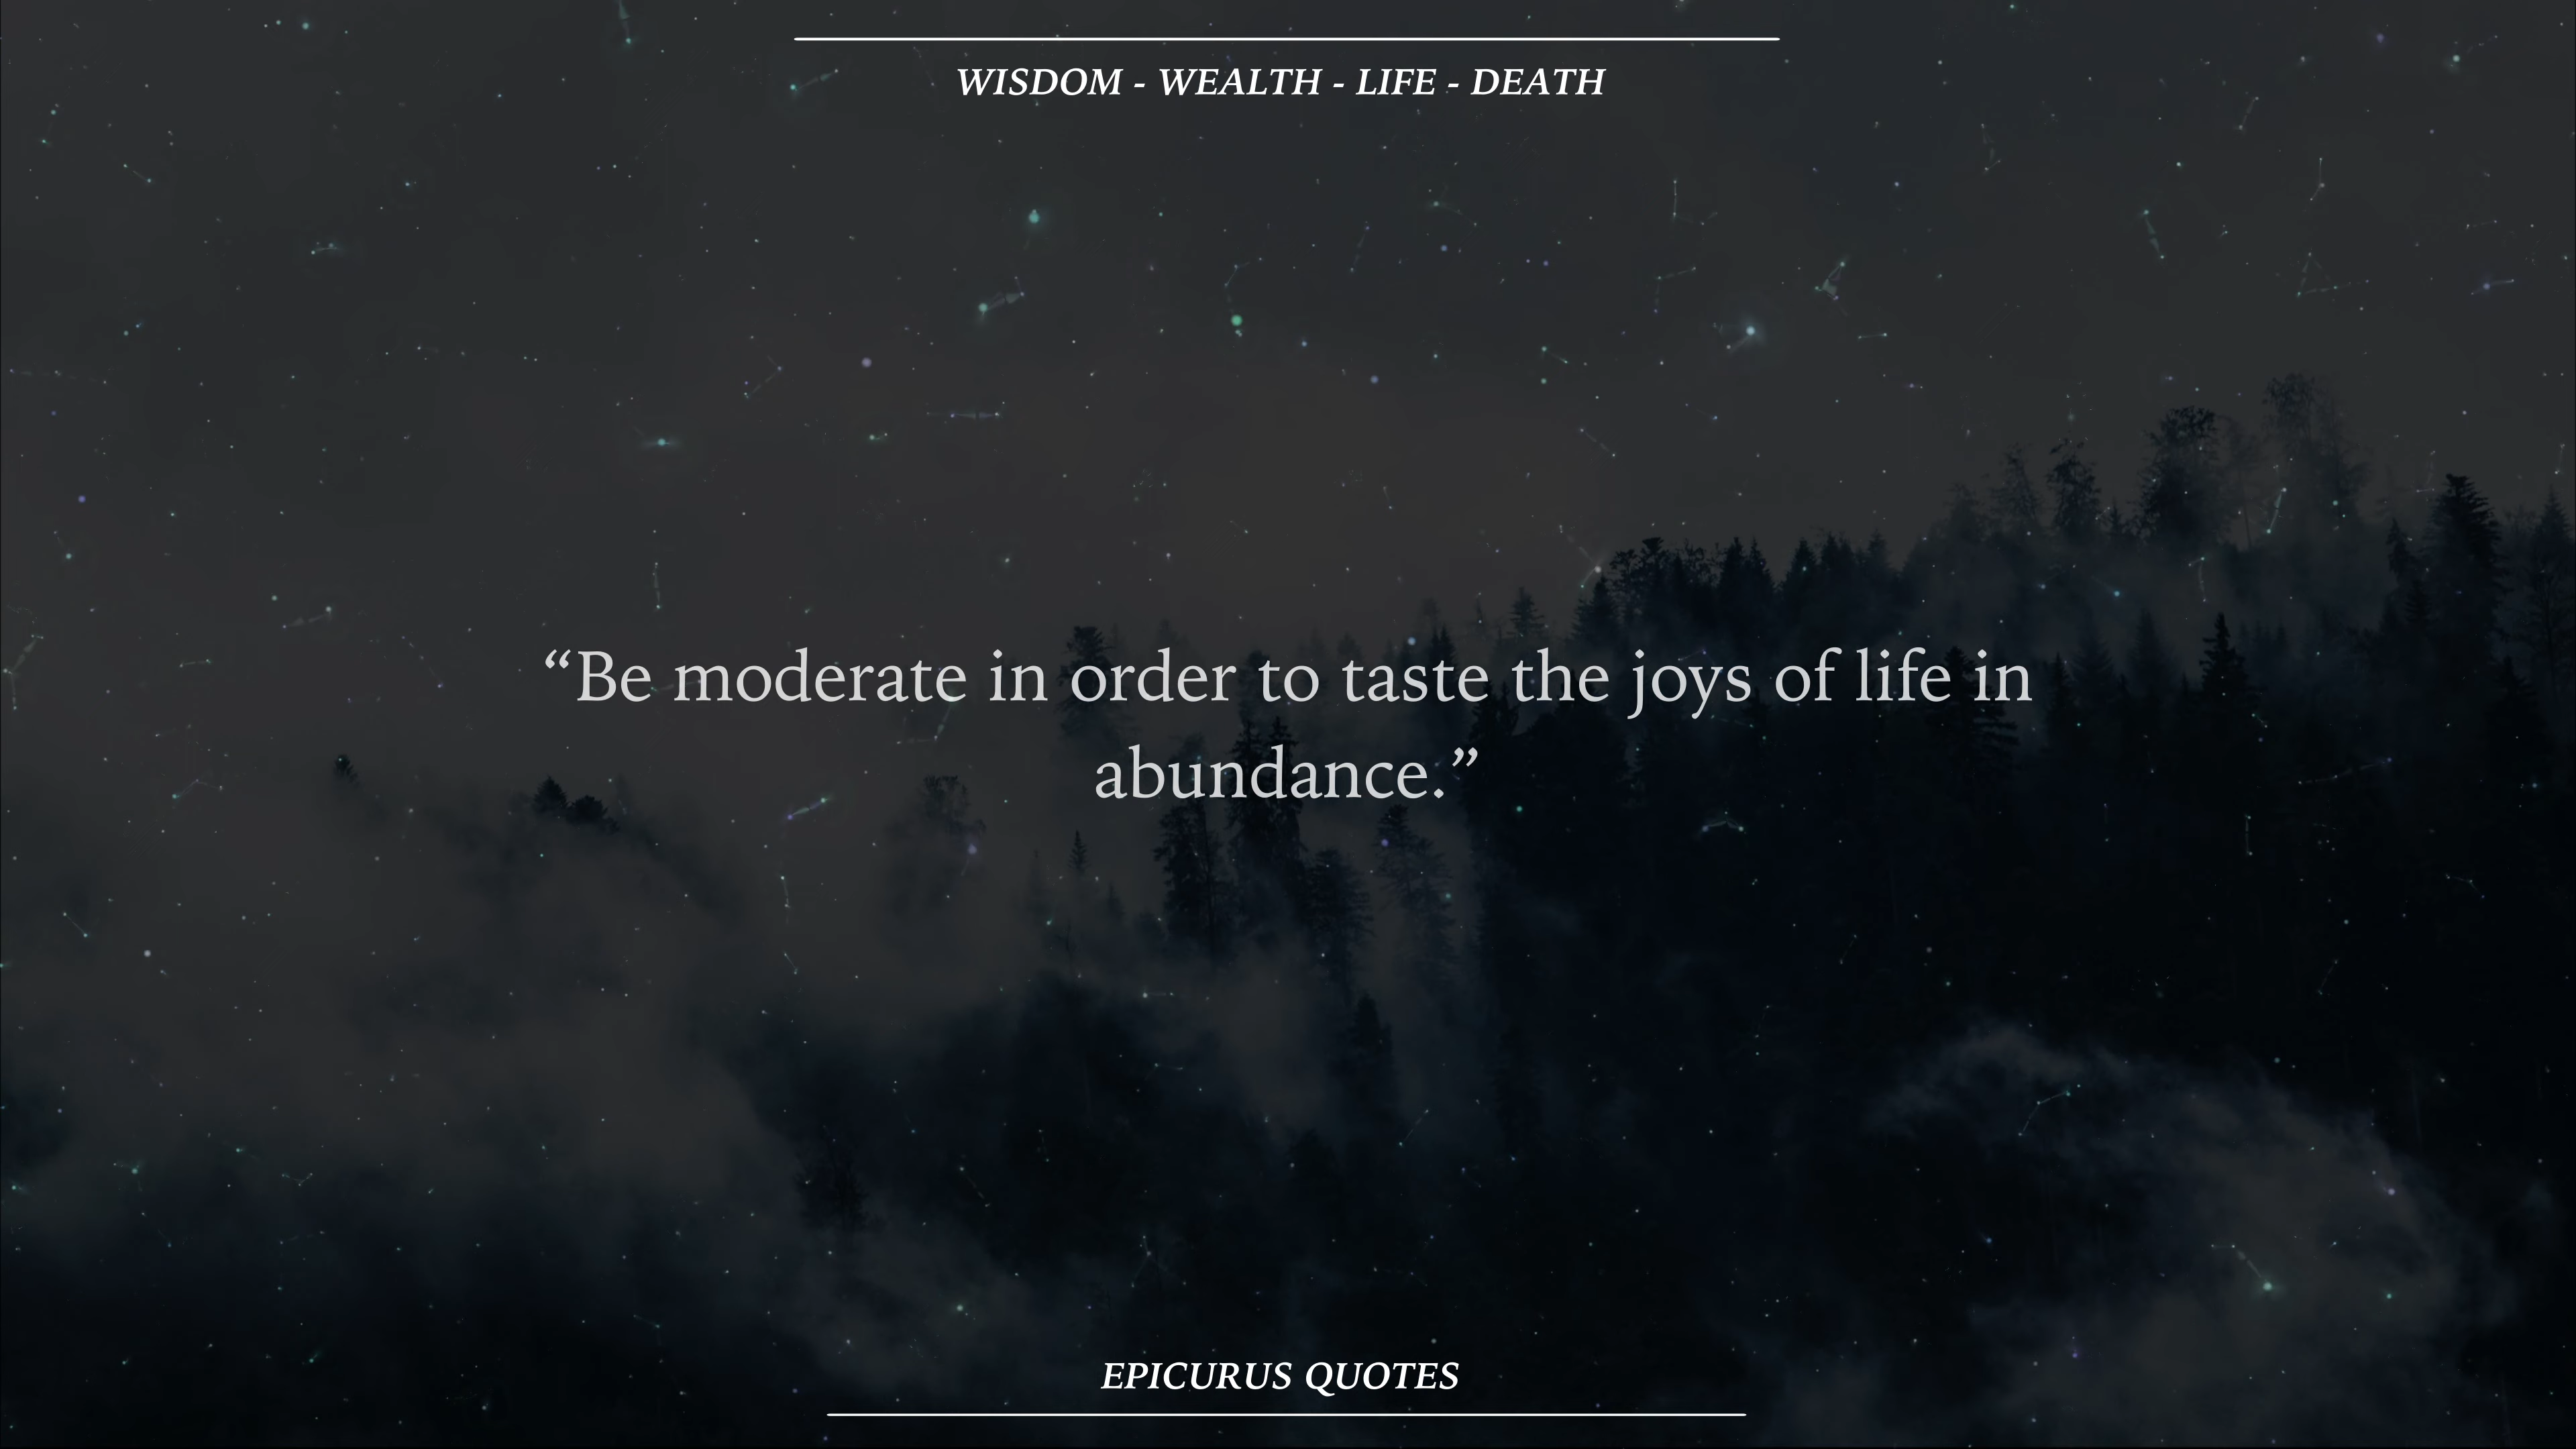 WISDOM - WEALTH - LIFE - DEATH
“Be moderate in order to taste the joys of life in
abundance.”
EPICURUS QUOTES